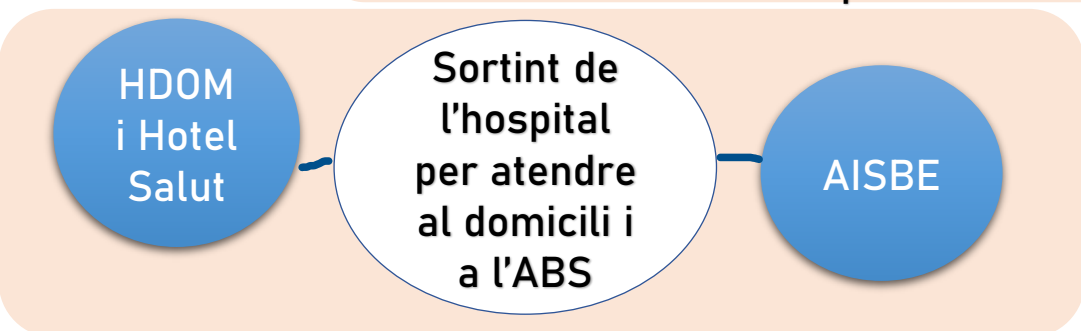 HDOM
i Hotel
Salut
Sortint de
l'hospital
per atendre
al domicili i
a l'ABS
AISBE